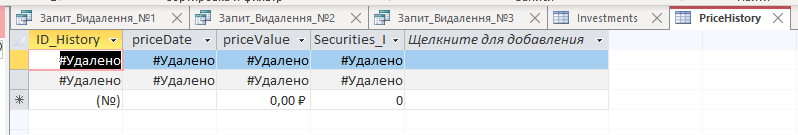 Запит_Видалення_№1 Запит_Видалення_№2 Запит_Видалення_№3 Investments PriceHistory
ID_History priceDate priceValue Securities_I Щелкните для добавления
#Удалено #Удалено #Удалено #Удалено
#Удалено #Удалено #Удалено #Удалено
(№) 0,00 ₽ 0